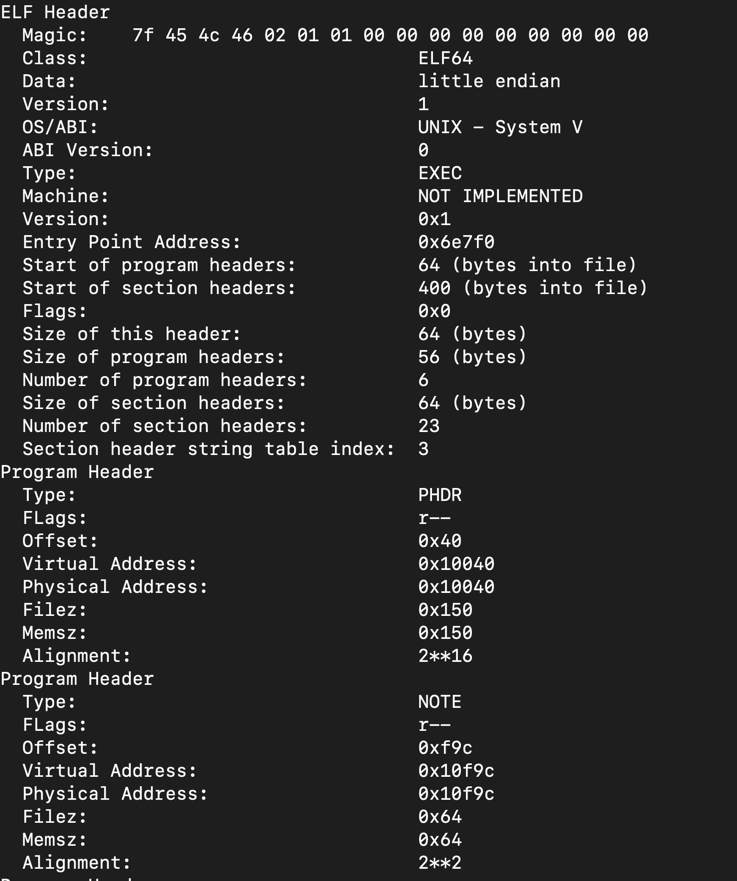 ELF Header
Magic: 7f 45 4c 46 02 01 01 00 00 00 00 00 00 00 00 00
Class: ELF64
Data: little endian
Version: 1
OS/ABI: UNIX - System V
ABI Version: 0
Type: EXEC
Machine: NOT IMPLEMENTED
Version: 0x1
Entry Point Address: 0x6e7f0
Start of program headers: 64 (bytes into file)
Start of section headers: 400 (bytes into file)
Flags: 0x0
Size of this header: 64 (bytes)
Size of program headers: 56 (bytes)
Number of program headers: 6
Size of section headers: 64 (bytes)
Number of section headers: 23
Section header string table index: 3
Program Header
Type: PHDR
FLags: r--
Offset: 0x40
Virtual Address: 0x10040
Physical Address: 0x10040
Filez: 0x150
Memsz: 0x150
Alignment: 2**16
Program Header
Type: NOTE
FLags: r--
Offset: 0xf9c
Virtual Address: 0x10f9c
Physical Address: 0x10f9c
Filez: 0x64
Memsz: 0x64
Alignment: 2**2